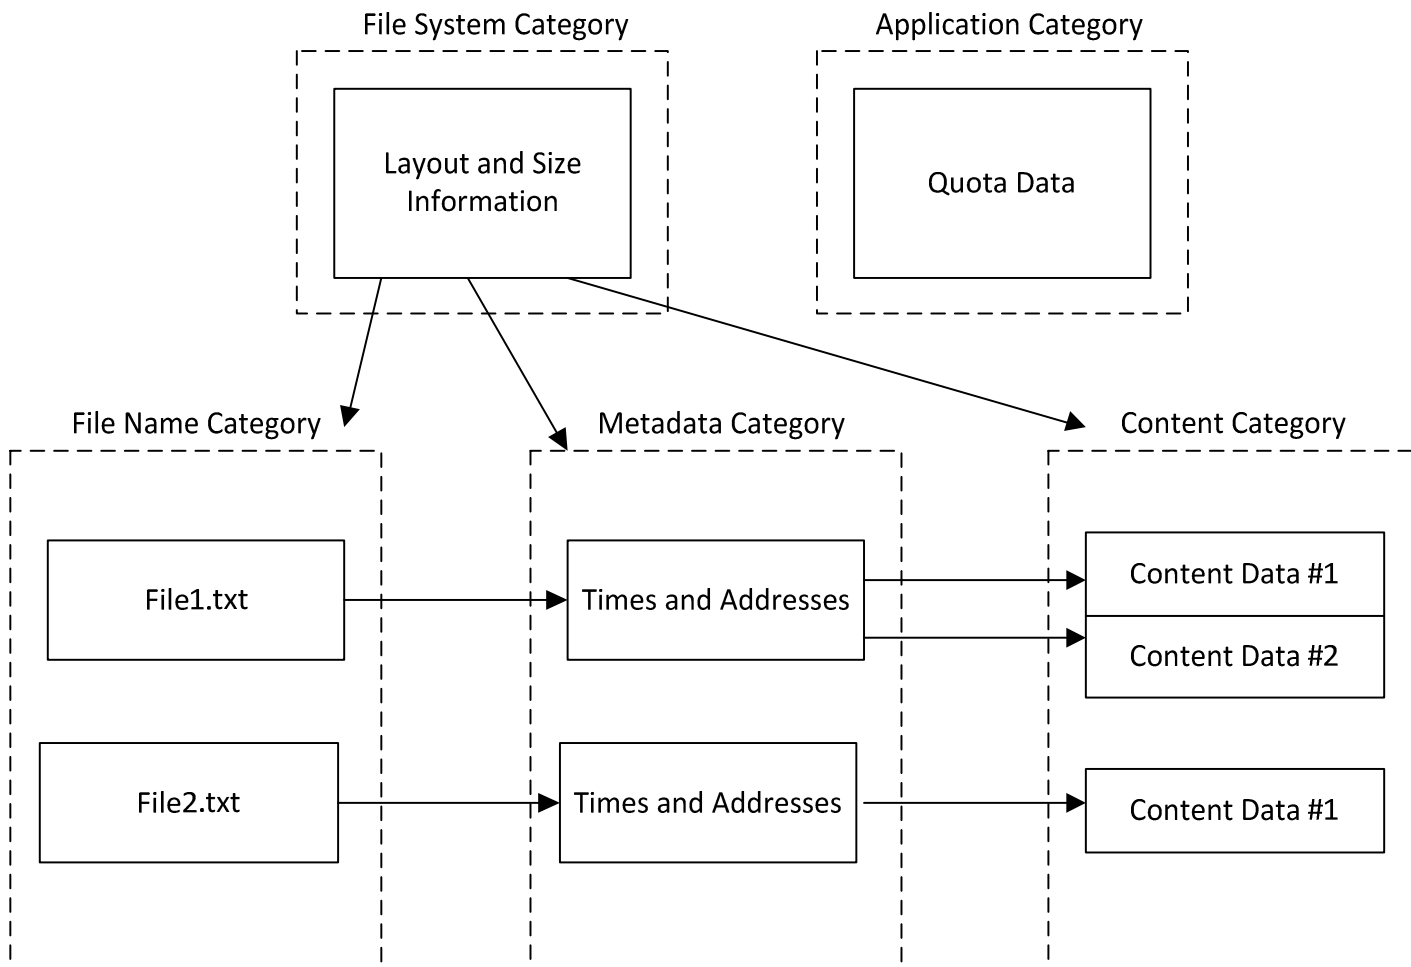 File System Category
Application Category
Layout and Size
Information
Quota Data
File Name Category
Metadata Category
Content Category
File1.txt
Times and Addresses
Content Data #1
Content Data #2
File2.txt
Times and Addresses
Content Data #1